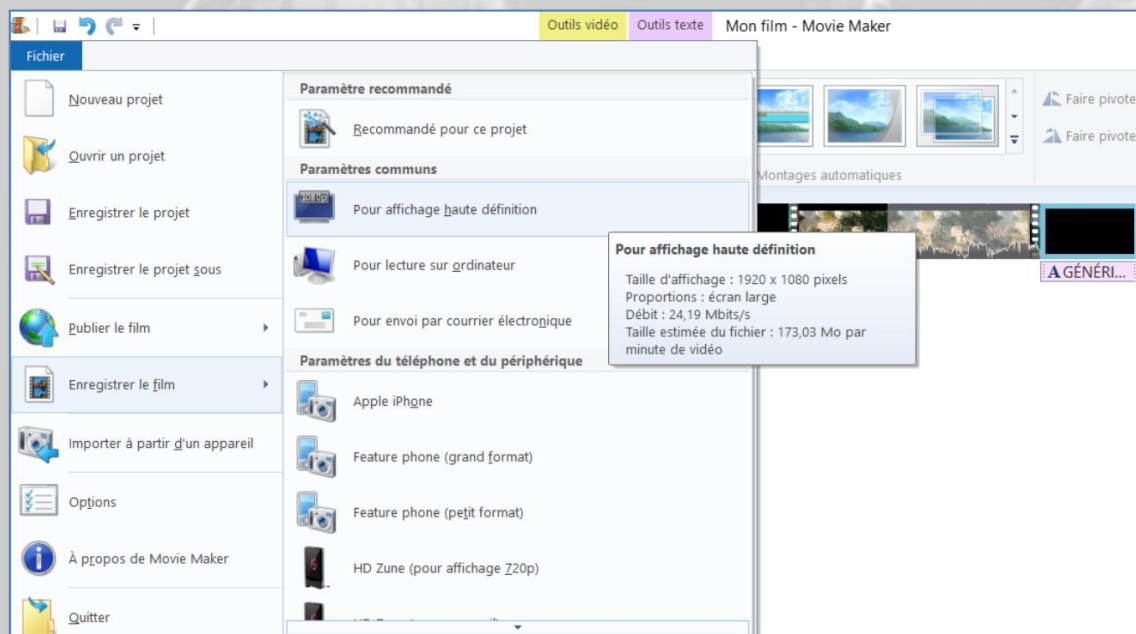 Outils vidéo Outils texte Mon film - Movie Maker
Fichier
Nouveau projet
Ouvrir un projet
Enregistrer le projet
Enregistrer le projet sous
Publier le film
Enregistrer le film
Importer à partir d'un appareil
Options
À propos de Movie Maker
Quitter
Paramètre recommandé
Recommandé pour ce projet
Paramètres communs
Pour affichage haute définition
Pour lecture sur ordinateur
Pour envoi par courrier électronique
Paramètres du téléphone et du périphérique
Apple iPhone
Feature phone (grand format)
Feature phone (petit format)
HD Zune (pour affichage 720p)
Pour affichage haute définition
Taille d'affichage : 1920 x 1080 pixels
Proportions : écran large
Débit : 24,19 Mbits/s
Taille estimée du fichier : 173,03 Mo par
minute de vidéo
Faire pivote
Faire pivote
Montages automatiques
A GÉNÉRI...